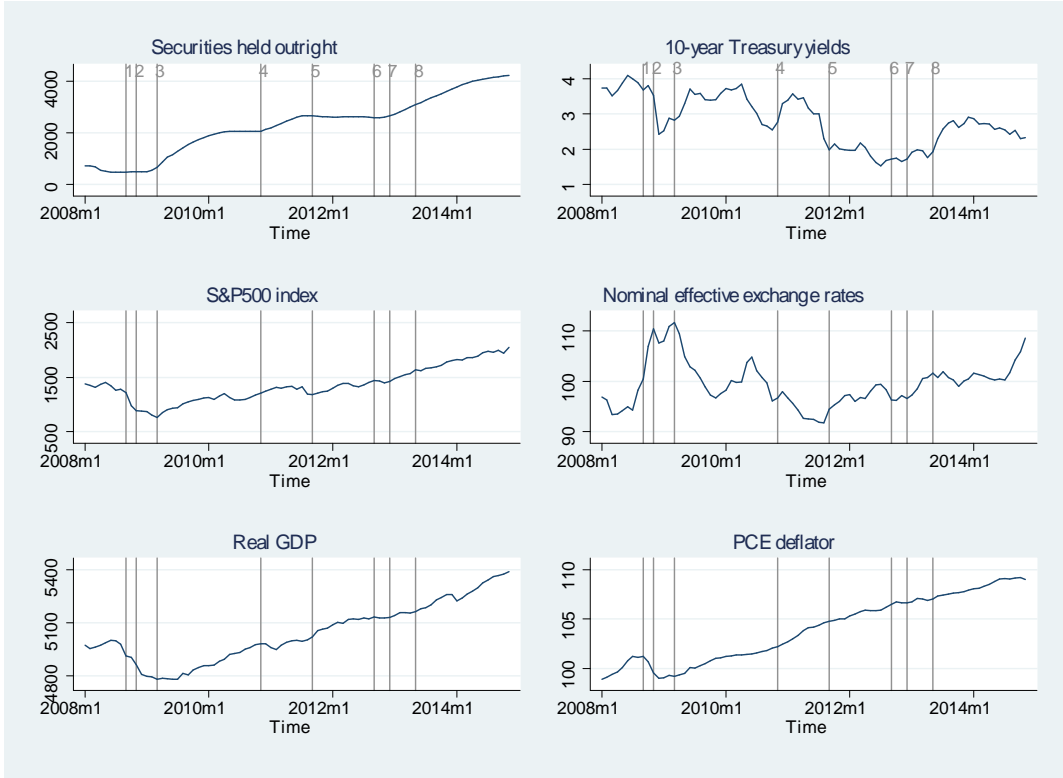 Securities held outright
1 2 3 4 5 6 7 8
4000
2000
0
2008m1 2010m1 2012m1 2014m1
Time
10-year Treasury yields
1 2 3 4 5 6 7 8
4
3
2
1
2008m1 2010m1 2012m1 2014m1
Time
S&P500 index
2500
1500
500
2008m1 2010m1 2012m1 2014m1
Time
Nominal effective exchange rates
110
100
90
2008m1 2010m1 2012m1 2014m1
Time
Real GDP
5400
5100
4800
2008m1 2010m1 2012m1 2014m1
Time
PCE deflator
110
105
100
2008m1 2010m1 2012m1 2014m1
Time